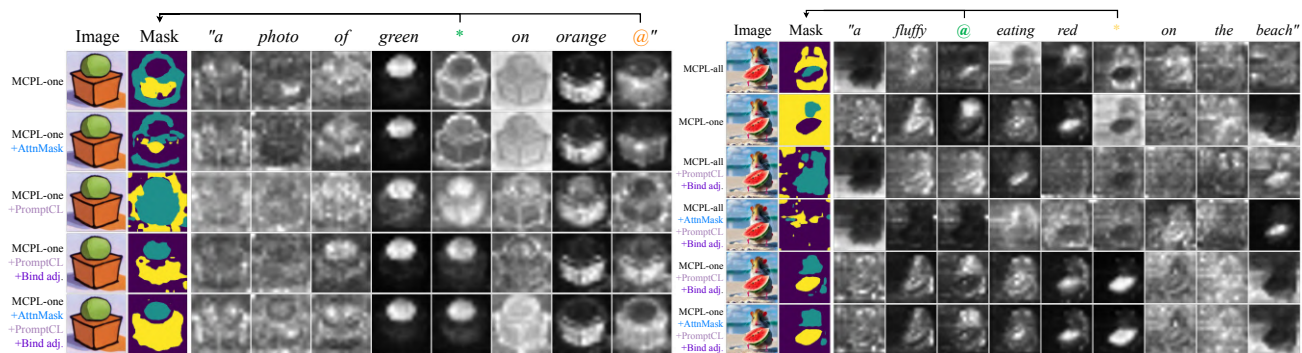 Image Mask "a photo of green * on orange @"
MCPL-one
MCPL-one
+AttnMask
MCPL-one
+PromptCL
MCPL-one
+PromptCL
+Bind adj.
MCPL-one
+AttnMask
+PromptCL
+Bind adj.
Image Mask "a fluffy @ eating red * on the beach"
MCPL-all
MCPL-one
MCPL-all
+PromptCL
+Bind adj.
MCPL-all
+AttnMask
+PromptCL
+Bind adj.
MCPL-one
+PromptCL
+Bind adj.
MCPL-one
+AttnMask
+PromptCL
+Bind adj.